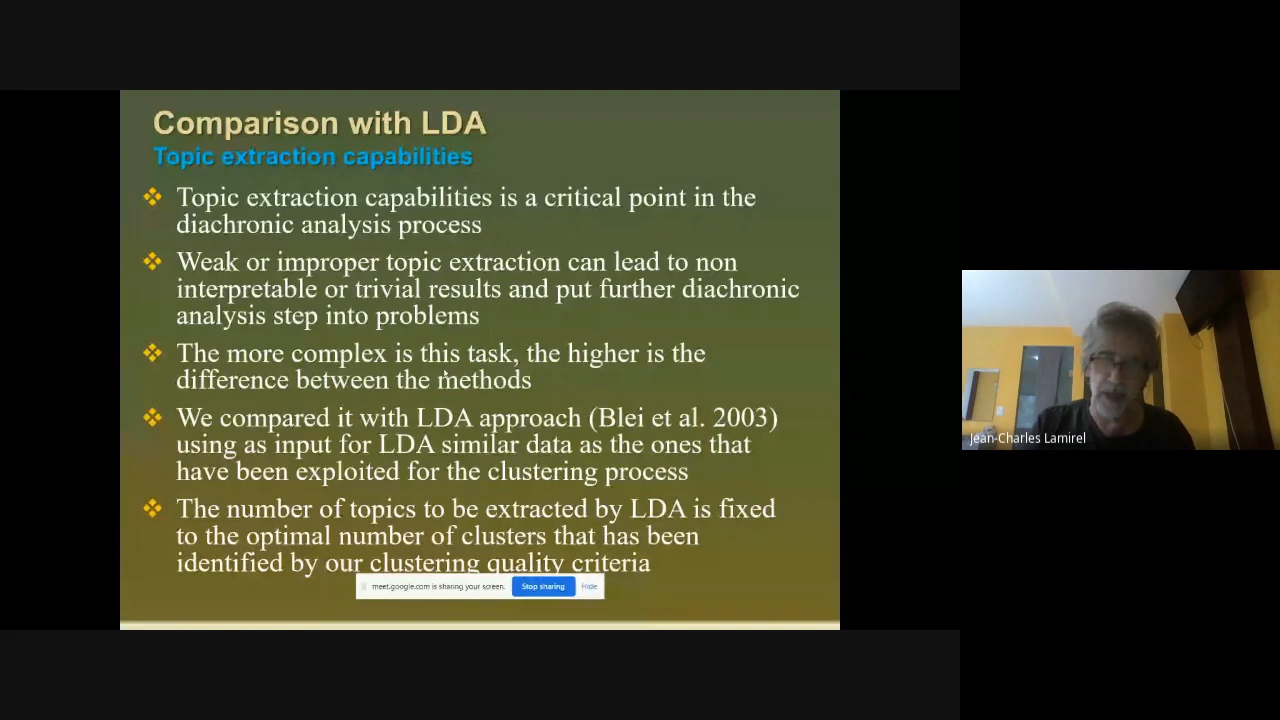 Comparison with LDA
Topic extraction capabilities
Topic extraction capabilities is a critical point in the
diachronic analysis process
Weak or improper topic extraction can lead to non
interpretable or trivial results and put further diachronic
analysis step into problems
The more complex is this task, the higher is the
difference between the methods
We compared it with LDA approach (Blei et al. 2003)
using as input for LDA similar data as the ones that
have been exploited for the clustering process
The number of topics to be extracted by LDA is fixed
to the optimal number of clusters that has been
identified by our clustering quality criteria
meet.google.com is sharing your screen. Stop sharing Hide
Jean-Charles Lamirel